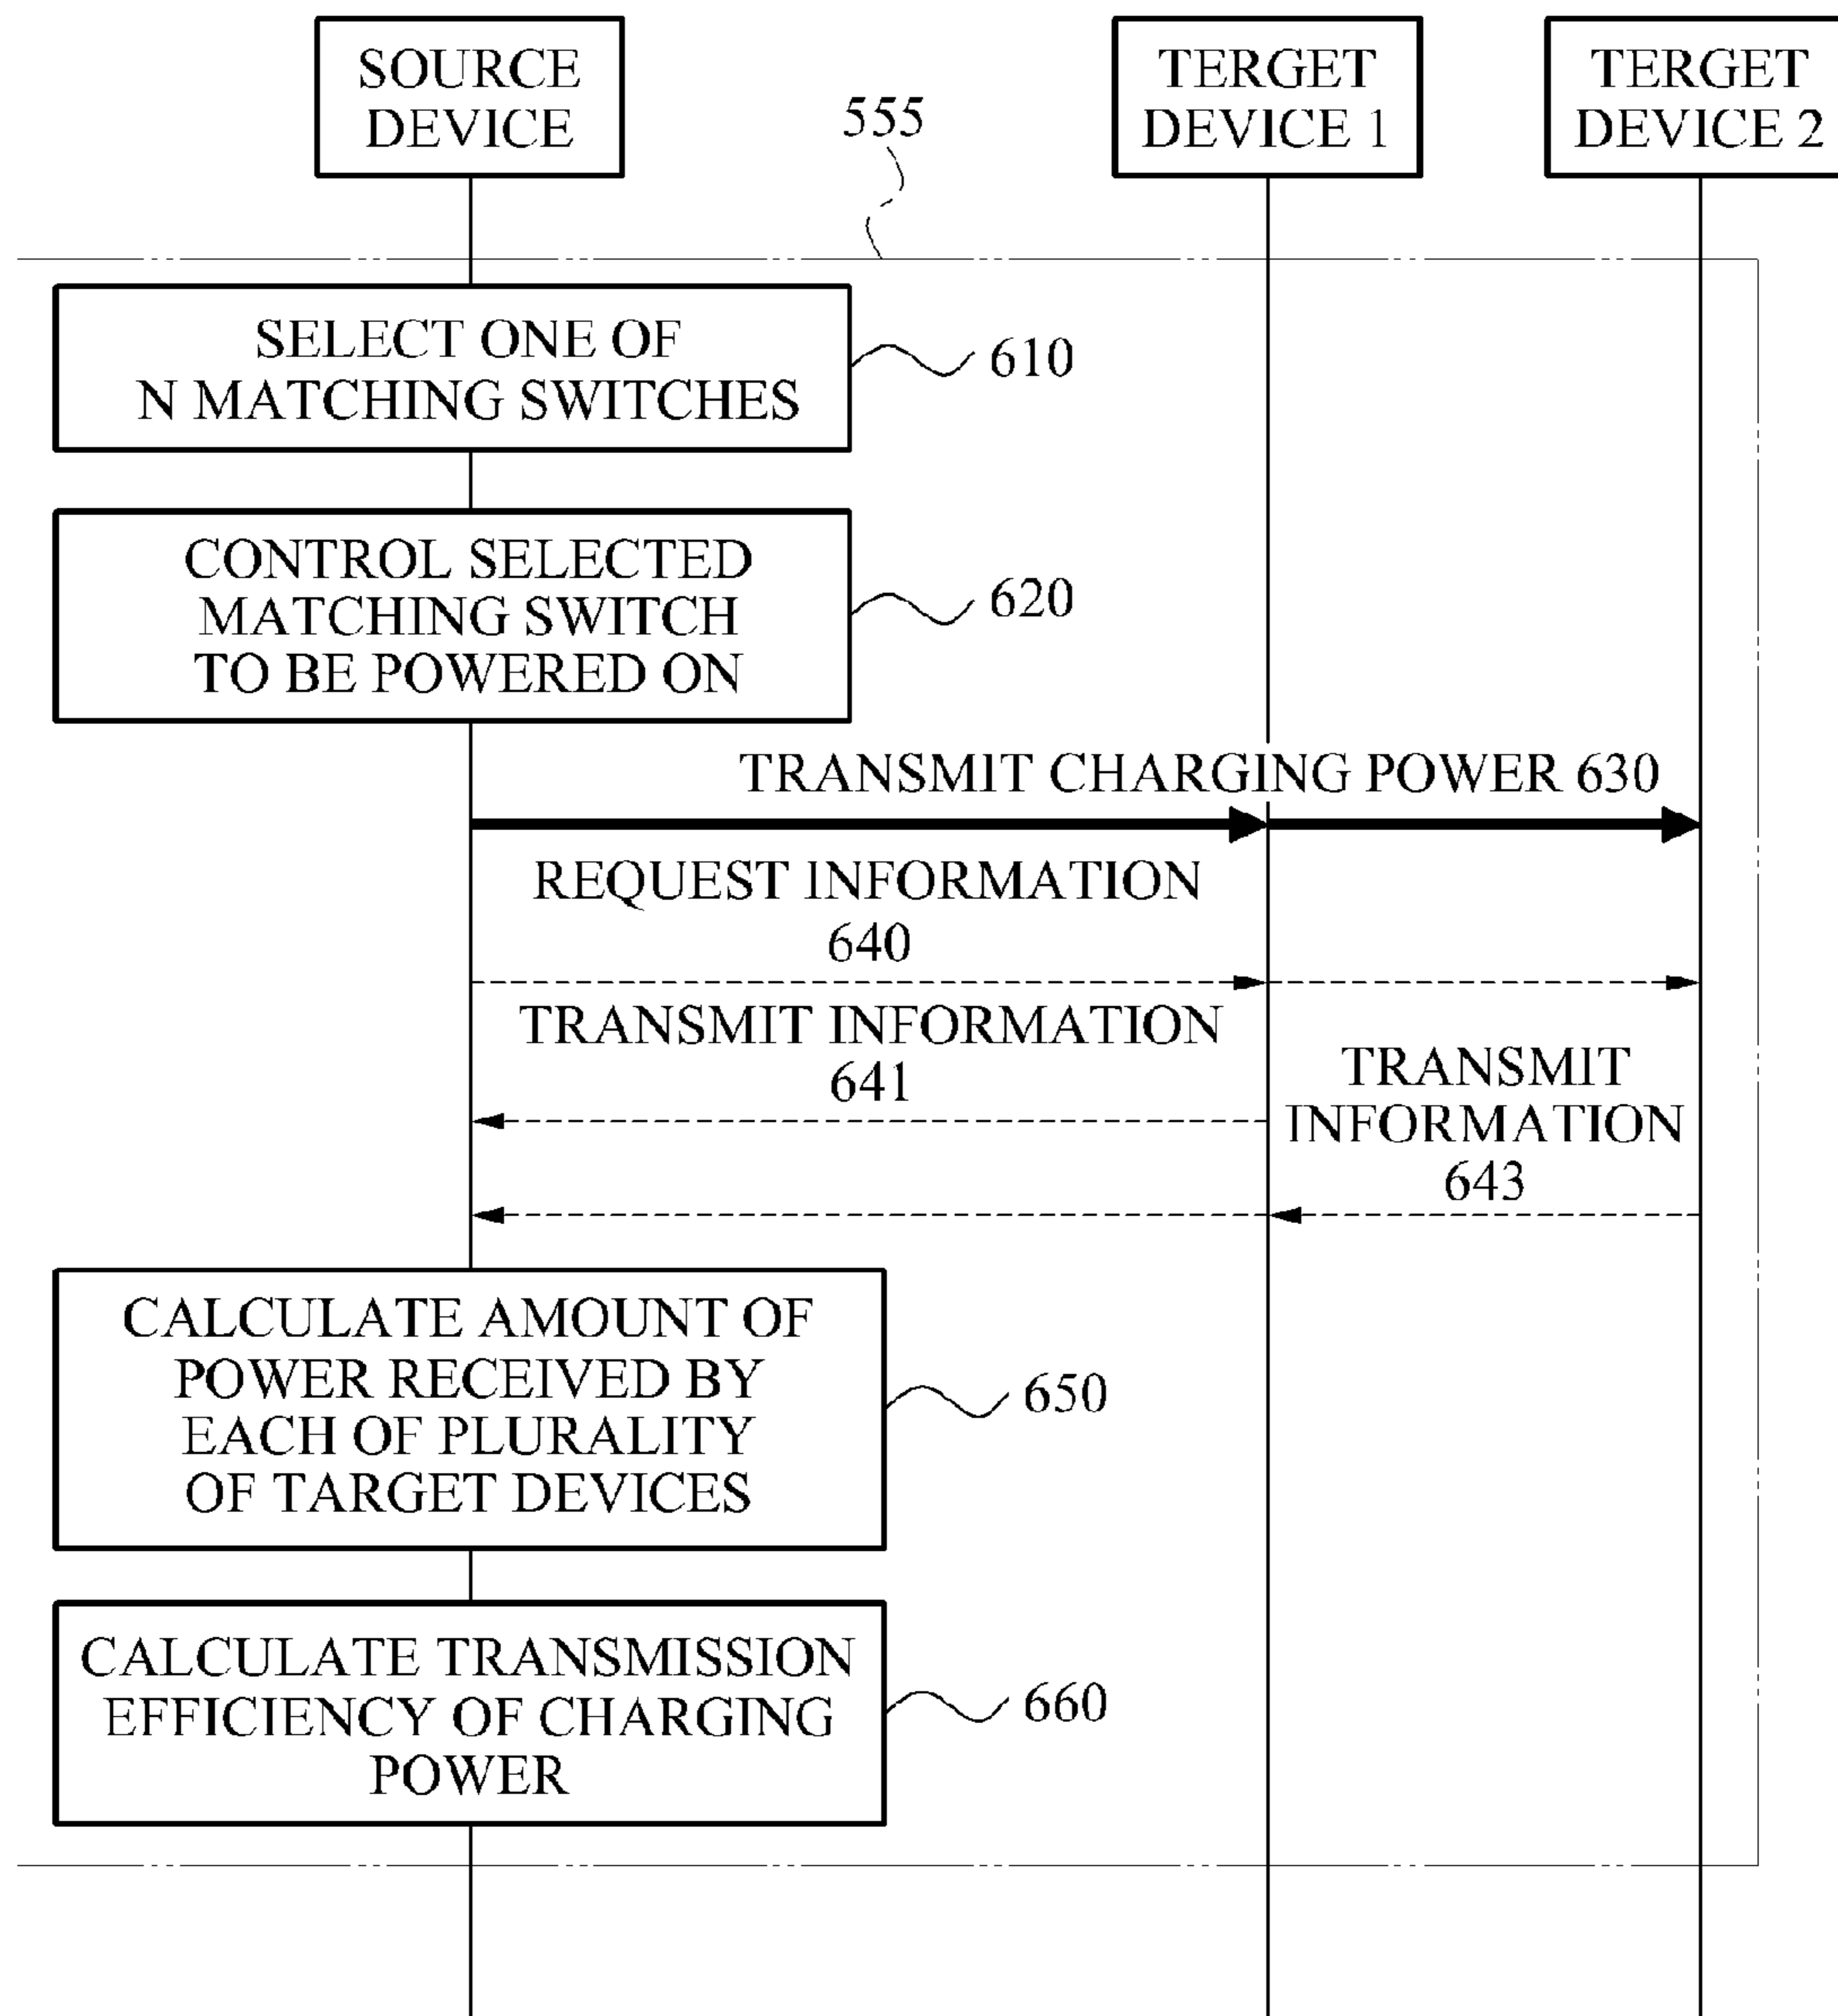 SOURCE
DEVICE
TERGET
DEVICE 1
TERGET
DEVICE 2
555
SELECT ONE OF
N MATCHING SWITCHES
610
CONTROL SELECTED
MATCHING SWITCH
TO BE POWERED ON
620
TRANSMIT CHARGING POWER 630
REQUEST INFORMATION
640
TRANSMIT INFORMATION
641
TRANSMIT
INFORMATION
643
CALCULATE AMOUNT OF
POWER RECEIVED BY
EACH OF PLURALITY
OF TARGET DEVICES
650
CALCULATE TRANSMISSION
EFFICIENCY OF CHARGING
POWER
660